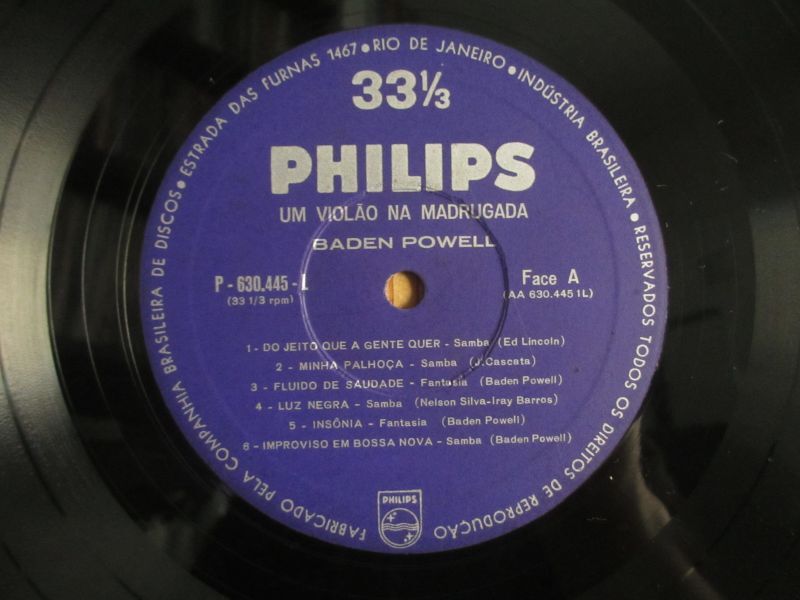 FABRICADO PELA COMPANHIA BRASILEIRA DE DISCOS • ESTRADA DAS FURNAS 1467 • RIO DE JANEIRO • INDÚSTRIA BRASILEIRA • RESERVADOS TODOS OS DIREITOS DE REPRODUÇÃO
33⅓
PHILIPS
UM VIOLÃO NA MADRUGADA
BADEN POWELL
P - 630.445 - L Face A
(33 1/3 rpm) (AA 630.445 1L)
1 - DO JEITO QUE A GENTE QUER - Samba (Ed Lincoln)
2 - MINHA PALHOÇA - Samba (J. Cascata)
3 - FLUIDO DE SAUDADE - Fantasia (Baden Powell)
4 - LUZ NEGRA - Samba (Nelson Silva-Iray Barros)
5 - INSÔNIA - Fantasia (Baden Powell)
6 - IMPROVISO EM BOSSA NOVA - Samba (Baden Powell)
PHILIPS